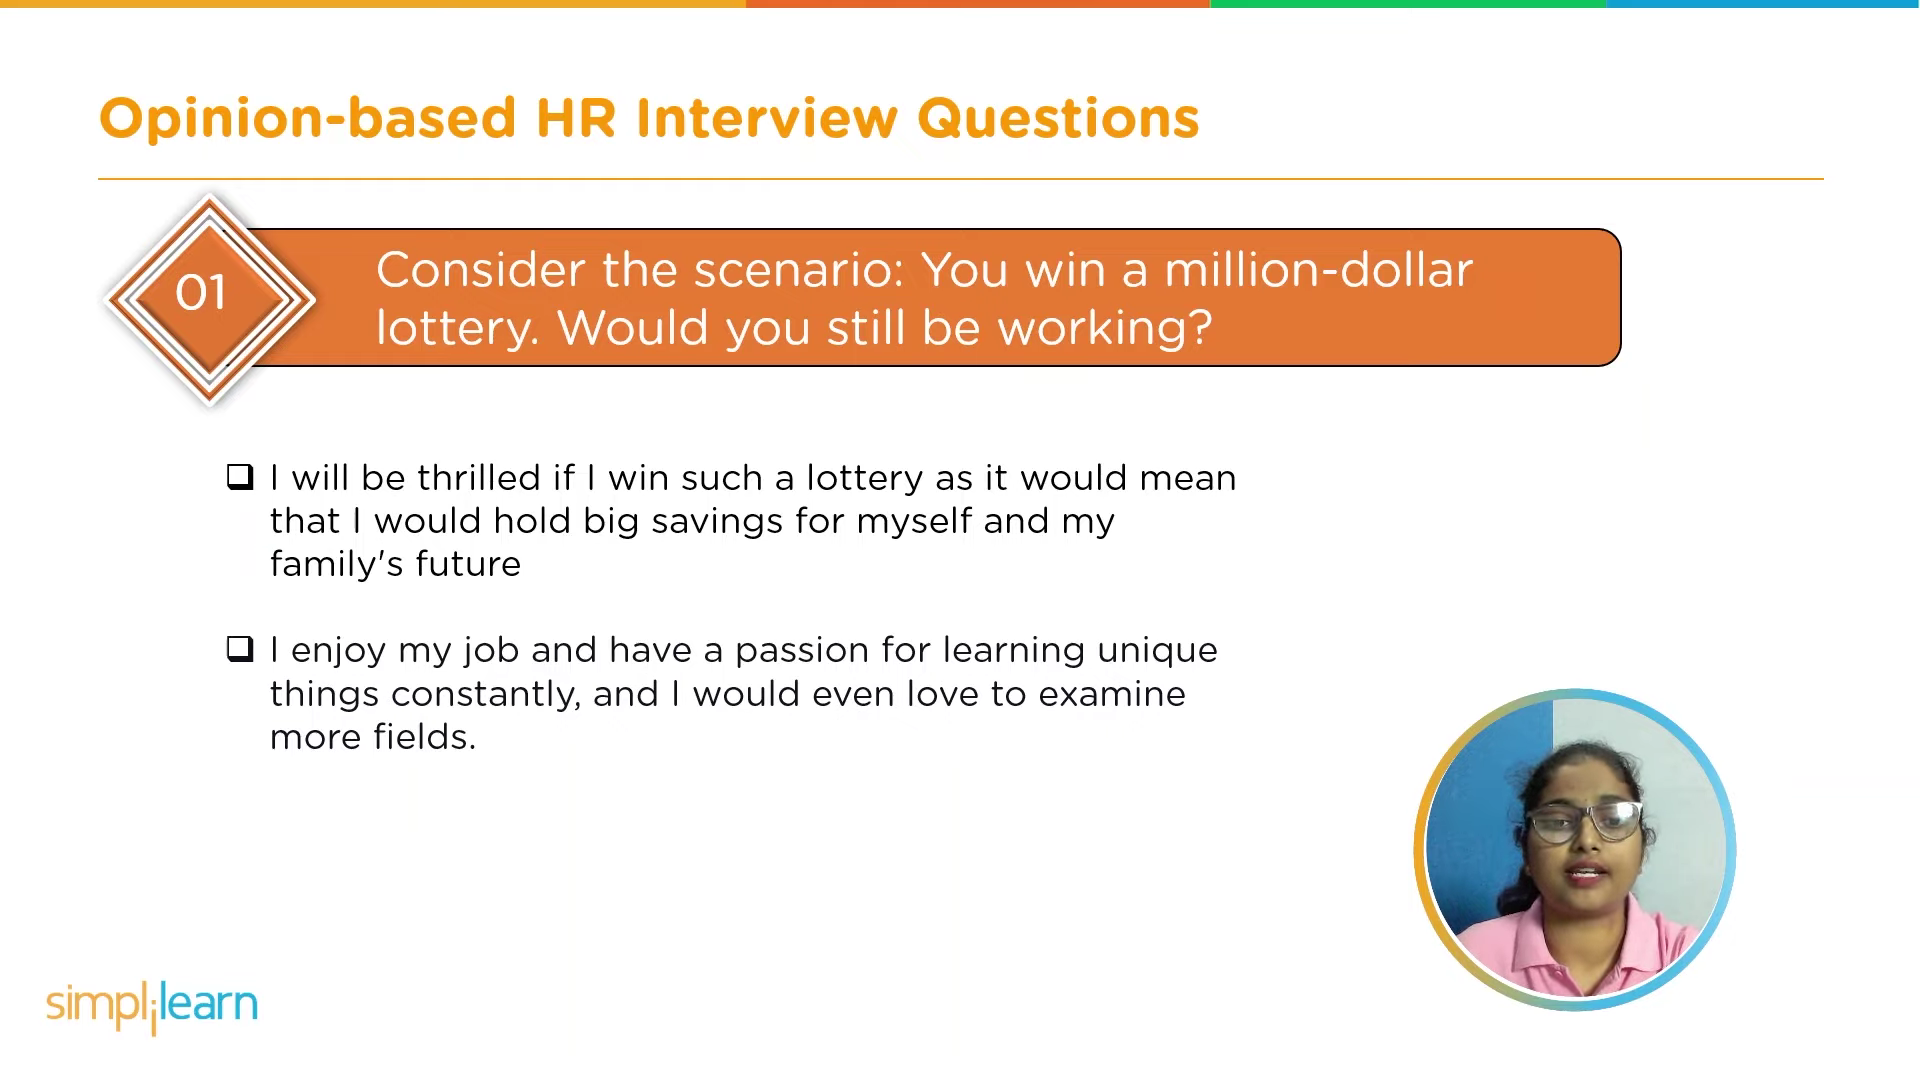 Opinion-based HR Interview Questions
01
Consider the scenario: You win a million-dollar
lottery. Would you still be working?
I will be thrilled if I win such a lottery as it would mean
that I would hold big savings for myself and my
family's future
I enjoy my job and have a passion for learning unique
things constantly, and I would even love to examine
more fields.
simplilearn